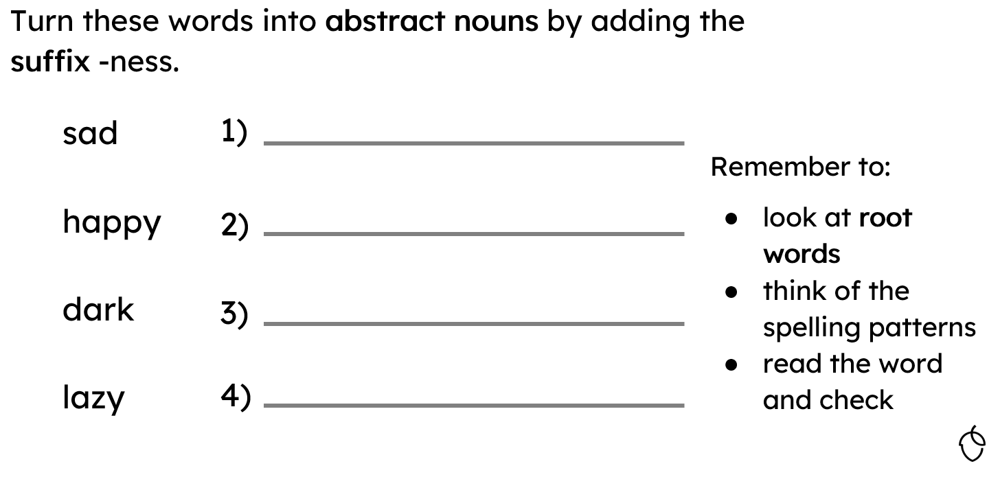 Turn these words into abstract nouns by adding the
suffix -ness.
sad 1)
happy 2)
dark 3)
lazy 4)
Remember to:
● look at root
words
● think of the
spelling patterns
● read the word
and check